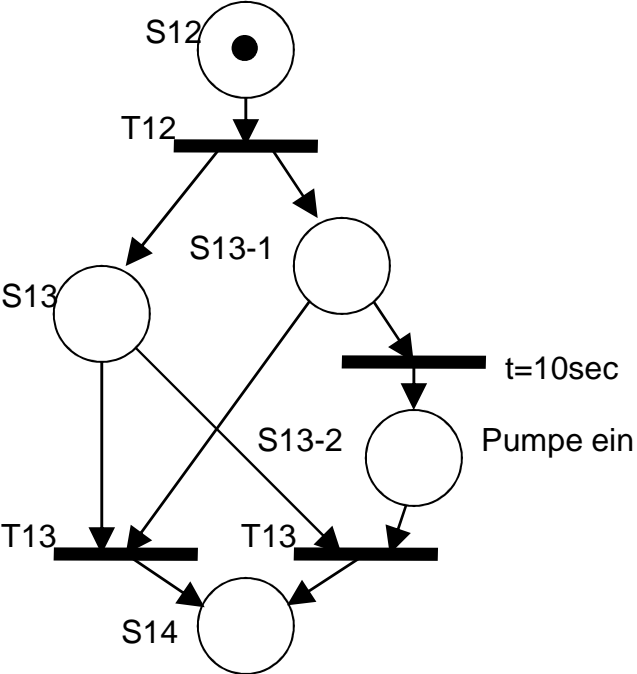 S12
T12
S13-1
S13
t=10sec
S13-2
Pumpe ein
T13
T13
S14